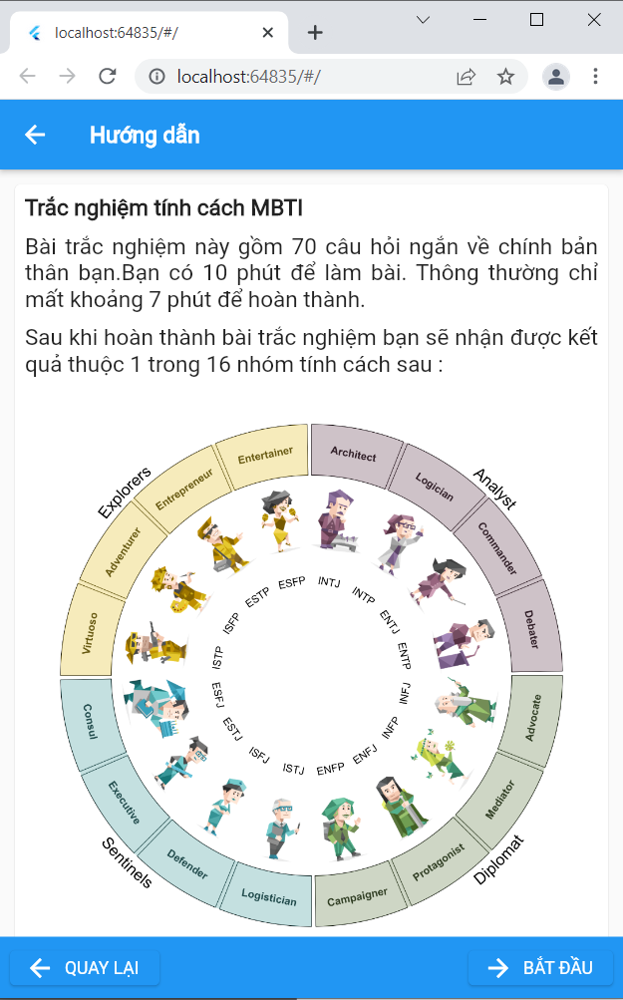 localhost:64835/#/
localhost:64835/#/
Hướng dẫn
Trắc nghiệm tính cách MBTI
Bài trắc nghiệm này gồm 70 câu hỏi ngắn về chính bản
thân bạn.Bạn có 10 phút để làm bài. Thông thường chỉ
mất khoảng 7 phút để hoàn thành.
Sau khi hoàn thành bài trắc nghiệm bạn sẽ nhận được kết
quả thuộc 1 trong 16 nhóm tính cách sau :
Explorers
Analyst
Sentinels
Diplomat
Architect
Logician
Commander
Debater
Advocate
Mediator
Protagonist
Campaigner
Logistician
Defender
Executive
Consul
Virtuoso
Adventurer
Entrepreneur
Entertainer
INTJ
INTP
ENTJ
ENTP
INFJ
INFP
ENFJ
ENFP
ISTJ
ISFJ
ESTJ
ESFJ
ISTP
ISFP
ESTP
ESFP
QUAY LẠI
BẮT ĐẦU